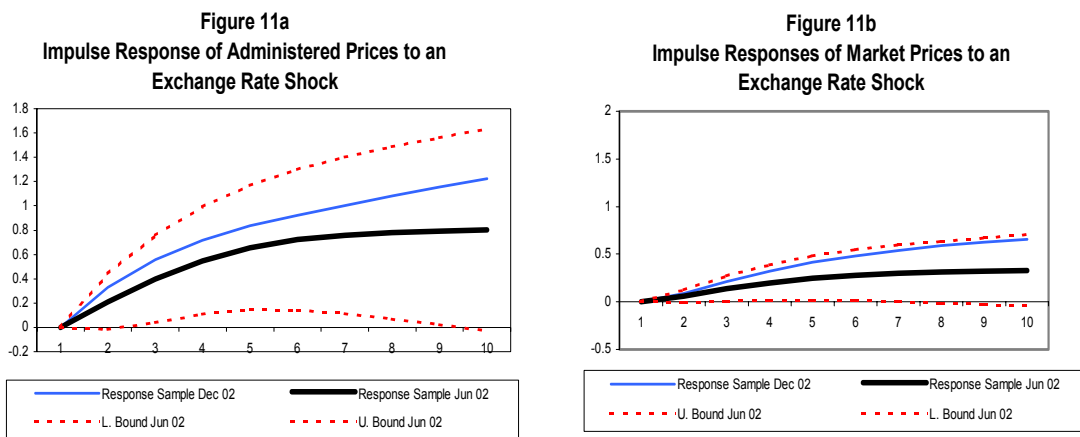 Figure 11a
Impulse Response of Administered Prices to an
Exchange Rate Shock
1.8
1.6
1.4
1.2
1
0.8
0.6
0.4
0.2
0
-0.2
1 2 3 4 5 6 7 8 9 10
Response Sample Dec 02 Response Sample Jun 02
L. Bound Jun 02 U. Bound Jun 02
Figure 11b
Impulse Responses of Market Prices to an
Exchange Rate Shock
2
1.5
1
0.5
0
-0.5
1 2 3 4 5 6 7 8 9 10
Response Sample Dec 02 Response Sample Jun 02
U. Bound Jun 02 L. Bound Jun 02